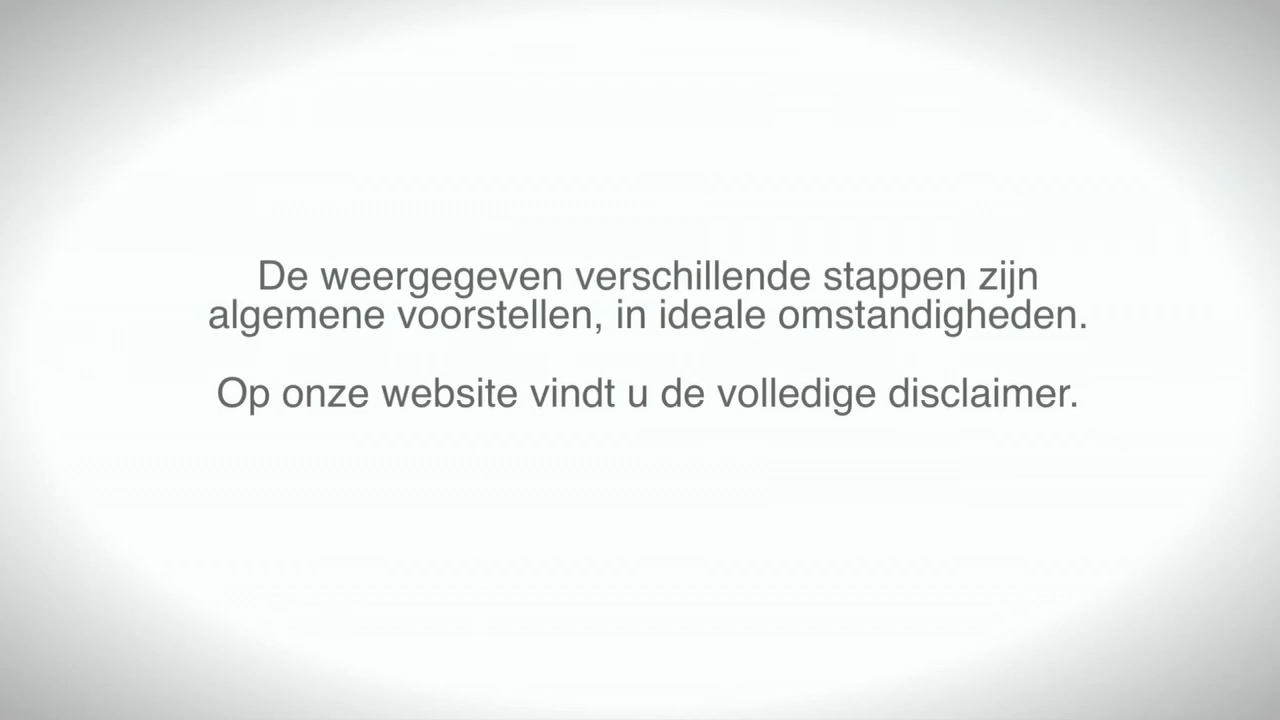 De weergegeven verschillende stappen zijn
algemene voorstellen, in ideale omstandigheden.
Op onze website vindt u de volledige disclaimer.